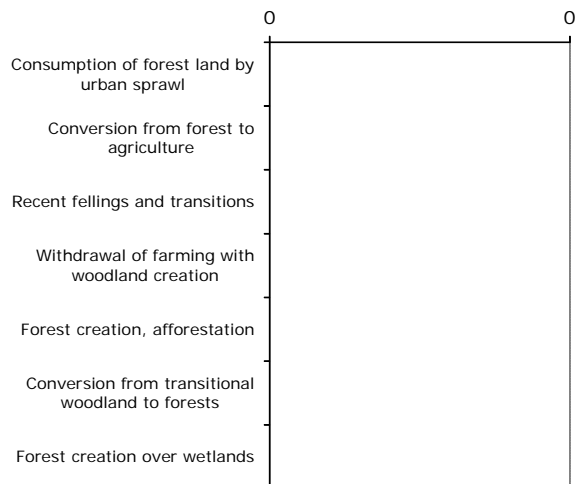 0 0
Consumption of forest land by
urban sprawl
Conversion from forest to
agriculture
Recent fellings and transitions
Withdrawal of farming with
woodland creation
Forest creation, afforestation
Conversion from transitional
woodland to forests
Forest creation over wetlands